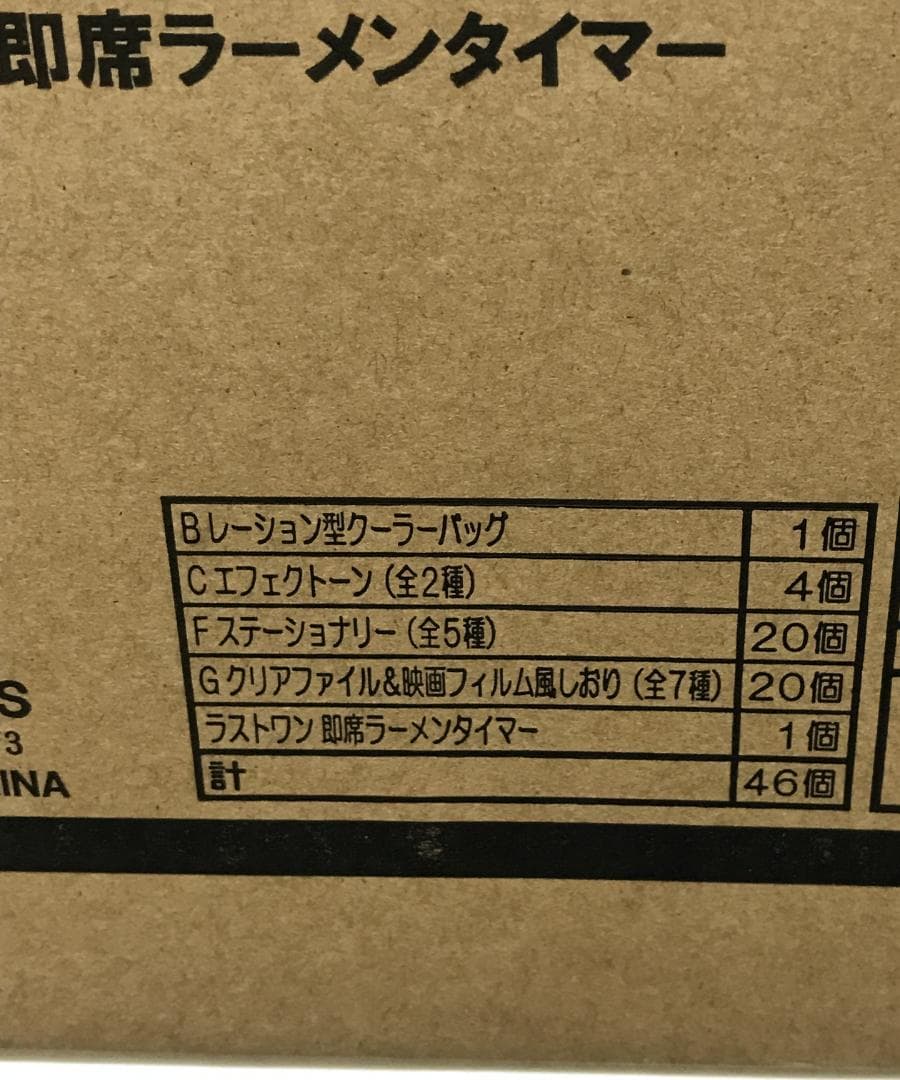 即席ラーメンタイマー
Bレーション型クーラーバッグ 1個
Cエフェクトーン(全2種) 4個
Fステーショナリー(全5種) 20個
Gクリアファイル&映画フィルム風しおり(全7種) 20個
S
ラストワン 即席ラーメンタイマー 1個
3
計 46個
INA